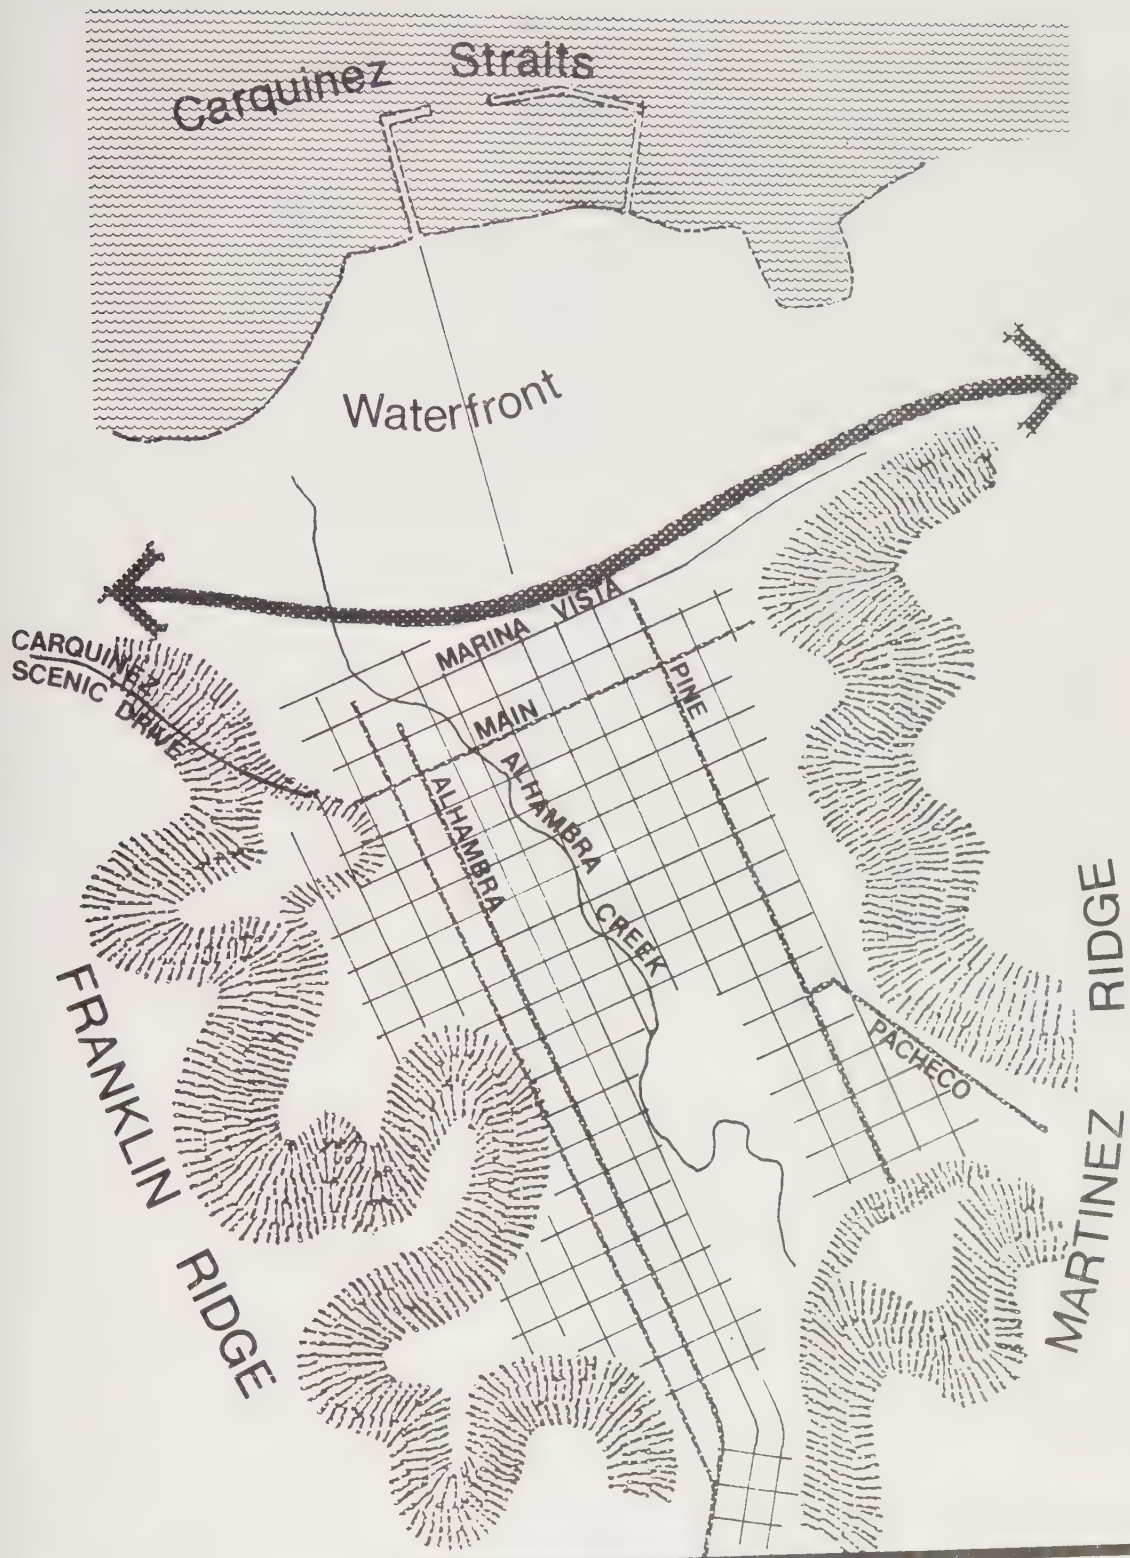 Carquinez Straits
Waterfront
CARQUINEZ
SCENIC DRIVE
MARINA VISTA
MAIN
PINE
ALHAMBRA
ALHAMBRA CREEK
PACHECO
FRANKLIN RIDGE
MARTINEZ RIDGE